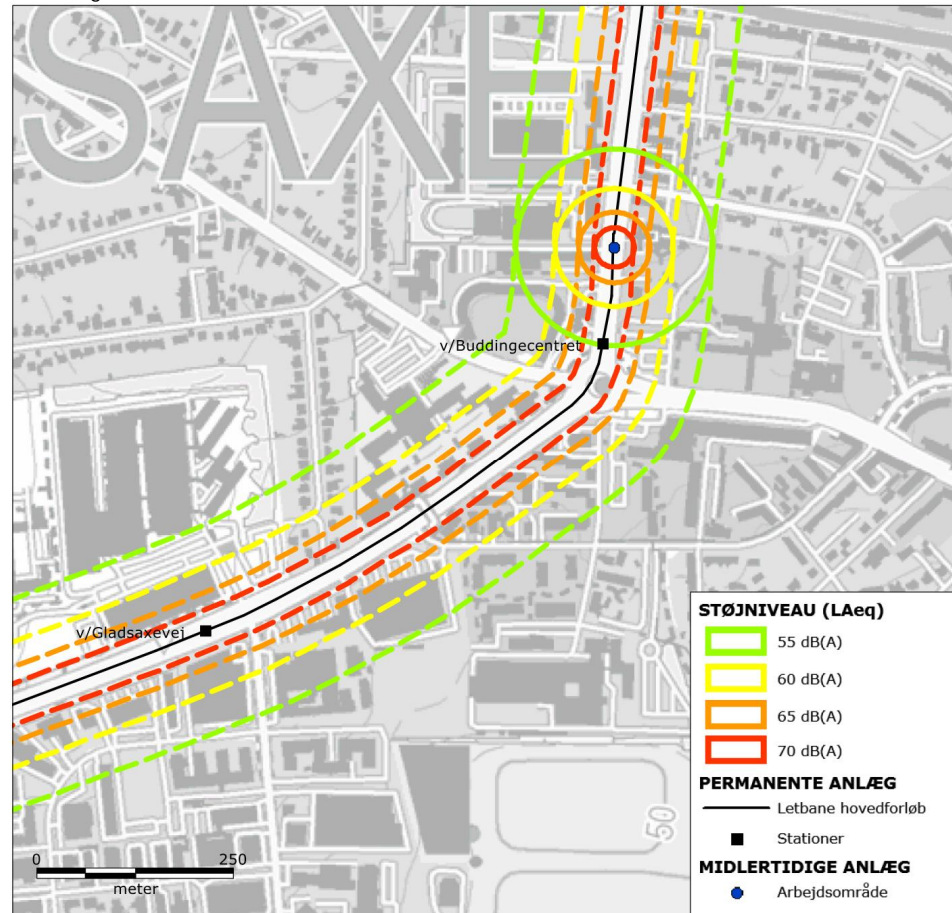 SAXE
v/Buddingecentret
v/Gladsaxevej
STØJNIVEAU (LAeq)
55 dB(A)
60 dB(A)
65 dB(A)
70 dB(A)
PERMANENTE ANLÆG
Letbane hovedforløb
Stationer
MIDLERTIDIGE ANLÆG
Arbejdsområde
50
0 250
meter